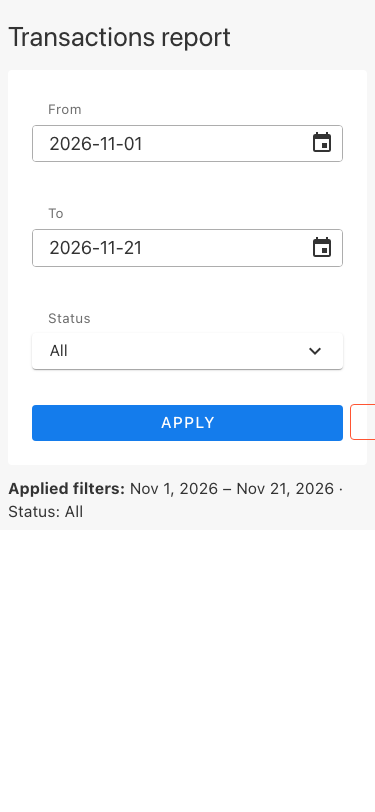 Transactions report
From
2026-11-01
To
2026-11-21
Status
All
APPLY
Applied filters: Nov 1, 2026 – Nov 21, 2026 ·
Status: All